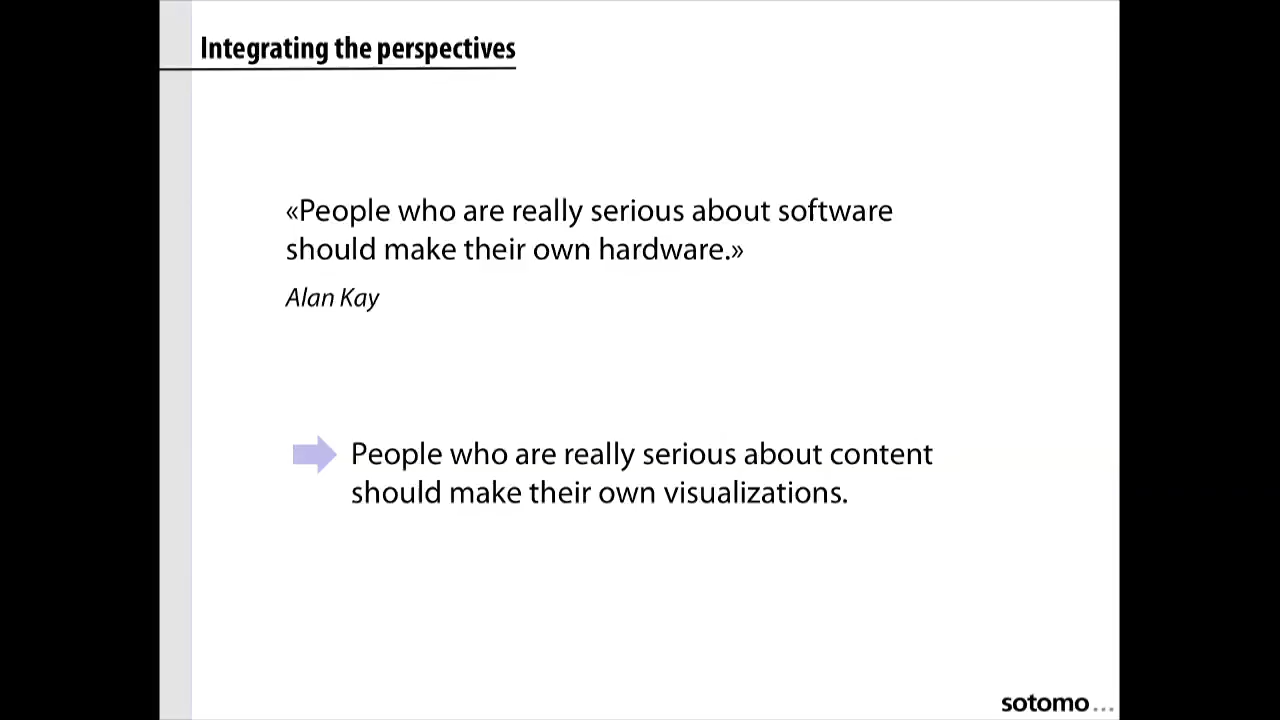 Integrating the perspectives
«People who are really serious about software
should make their own hardware.»
Alan Kay
People who are really serious about content
should make their own visualizations.
sotomo...